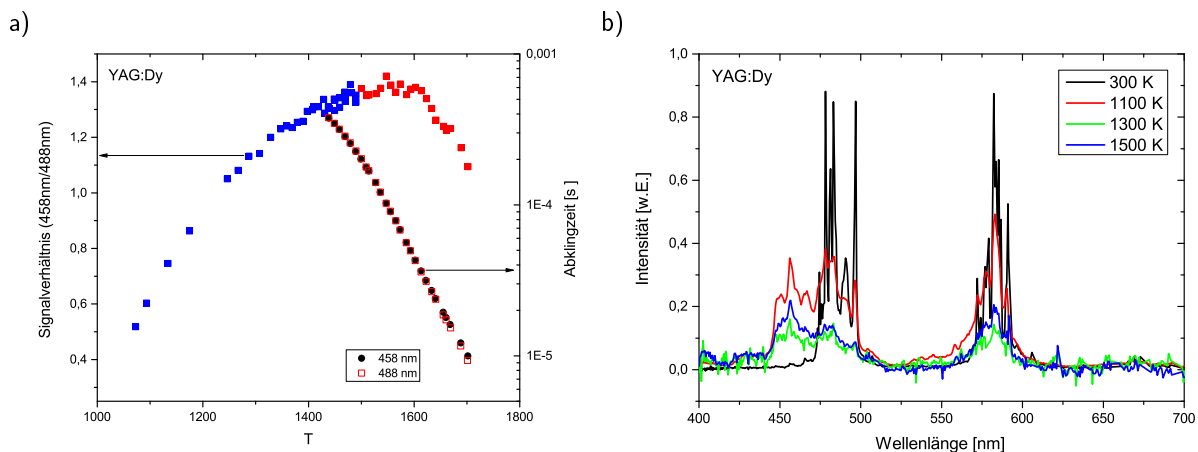 a)
YAG:Dy
Signalverhältnis (458nm/488nm)
1,4
1,2
1,0
0,8
0,6
0,4
1000
1200
1400
1600
1800
T
0,001
1E-4
1E-5
Abklingzeit [s]
458 nm
488 nm
b)
YAG:Dy
300 K
1100 K
1300 K
1500 K
Intensität [w.E.]
1,0
0,8
0,6
0,4
0,2
0,0
400
450
500
550
600
650
700
Wellenlänge [nm]